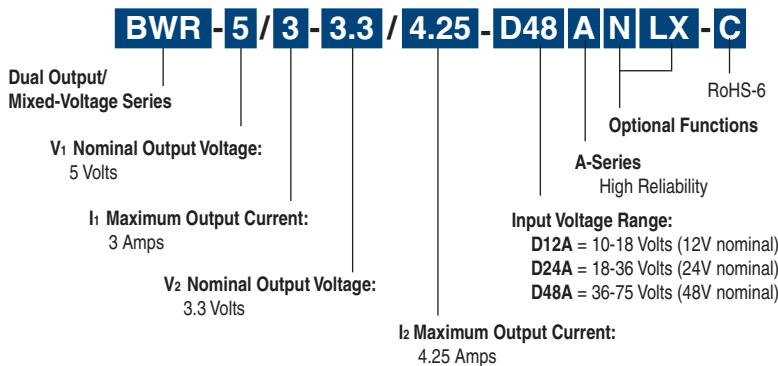 BWR - 5 / 3 - 3.3 / 4.25 - D48 A N LX - C
Dual Output/
Mixed-Voltage Series
RoHS-6
Optional Functions
V1 Nominal Output Voltage:
5 Volts
A-Series
High Reliability
I1 Maximum Output Current:
3 Amps
Input Voltage Range:
D12A = 10-18 Volts (12V nominal)
D24A = 18-36 Volts (24V nominal)
D48A = 36-75 Volts (48V nominal)
V2 Nominal Output Voltage:
3.3 Volts
I2 Maximum Output Current:
4.25 Amps